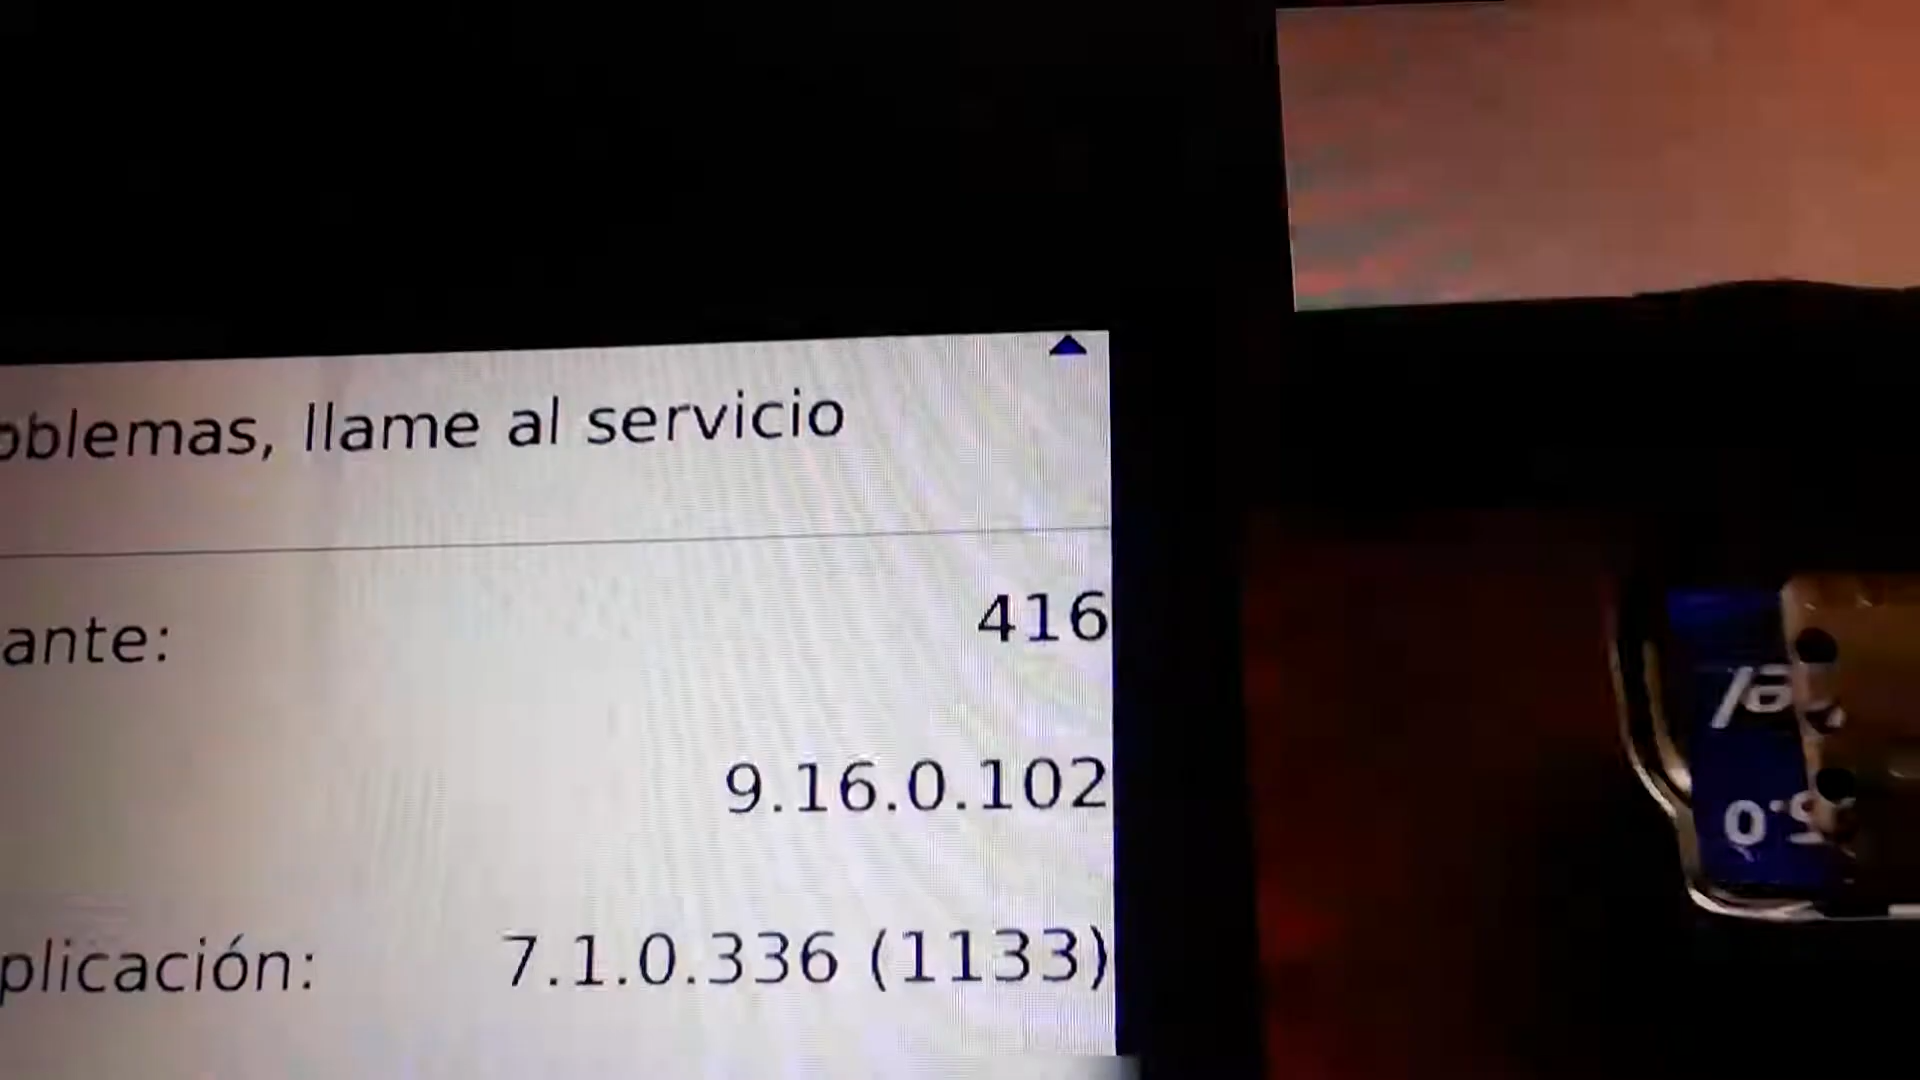 oblemas, llame al servicio
ante: 416
9.16.0.102
plicación: 7.1.0.336 (1133)